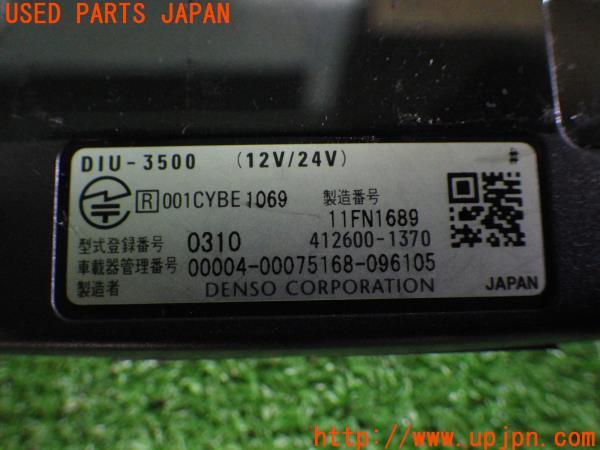 USED PARTS JAPAN
DIU-3500 (12V/24V)
R 001CYBE1069 製造番号
11FN1689
型式登録番号 0310 412600-1370
車載器管理番号 00004-00075168-096105
製造者 DENSO CORPORATION JAPAN
UPJ
www.upjpn.com